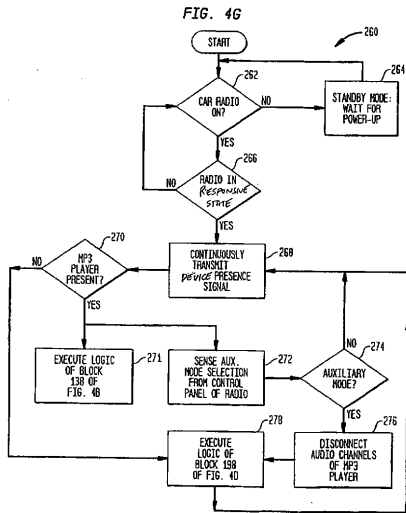 FIG. 4G
START
260
262
264
CAR RADIO
ON?
NO
STANDBY MODE:
WAIT FOR
POWER-UP
YES
266
NO
RADIO IN
RESPONSIVE
STATE
YES
270
268
NO
MP3
PLAYER
PRESENT?
CONTINUOUSLY
TRANSMIT
DEVICE PRESENCE
SIGNAL
YES
NO
274
EXECUTE LOGIC
OF BLOCK
138 OF
FIG. 4B
271
SENSE AUX.
MODE SELECTION
FROM CONTROL
PANEL OF RADIO
272
AUXILIARY
MODE?
YES
278
276
EXECUTE
LOGIC OF
BLOCK 198
OF FIG. 4D
DISCONNECT
AUDIO CHANNELS
OF MP3
PLAYER